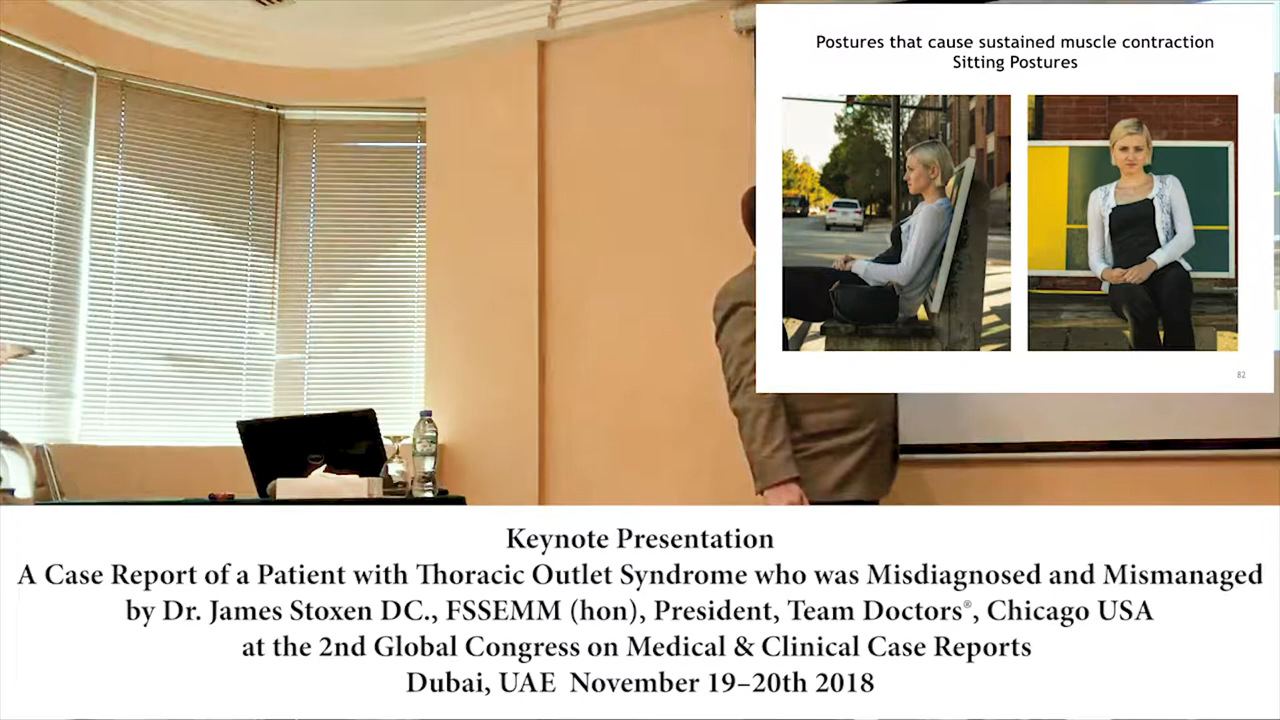 Postures that cause sustained muscle contraction
Sitting Postures
82
Keynote Presentation
A Case Report of a Patient with Thoracic Outlet Syndrome who was Misdiagnosed and Mismanaged
by Dr. James Stoxen DC., FSSEMM (hon), President, Team Doctors®, Chicago USA
at the 2nd Global Congress on Medical & Clinical Case Reports
Dubai, UAE November 19–20th 2018